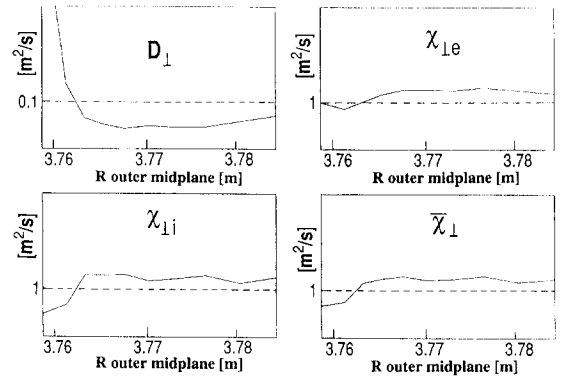 [m²/s]
D⊥
0.1
3.76 3.77 3.78
R outer midplane [m]
[m²/s]
χ⊥e
1
3.76 3.77 3.78
R outer midplane [m]
[m²/s]
χ⊥i
1
3.76 3.77 3.78
R outer midplane [m]
[m²/s]
χ̅⊥
1
3.76 3.77 3.78
R outer midplane [m]